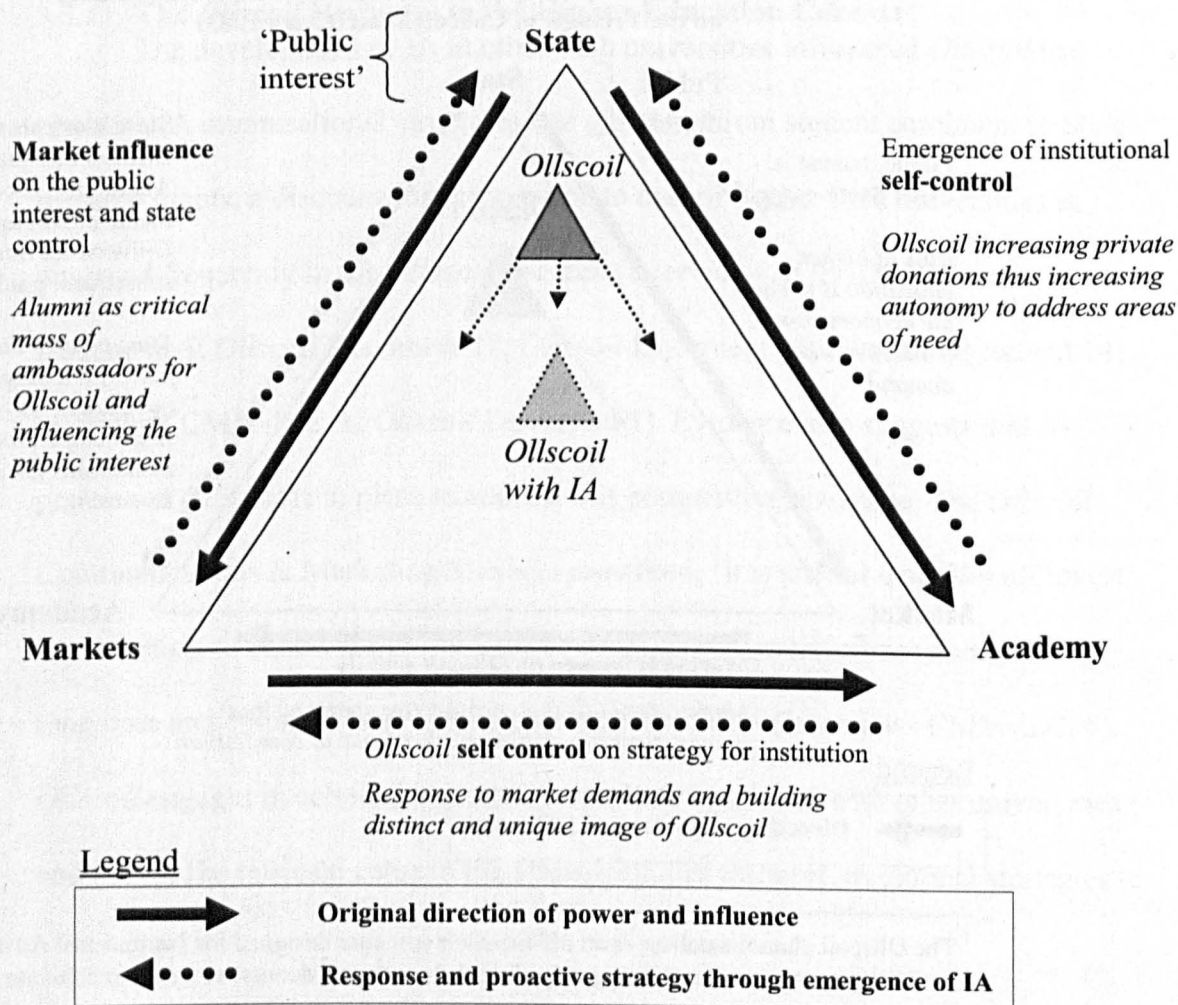 'Public
interest'
State
Market influence
on the public
interest and state
control
Alumni as critical
mass of
ambassadors for
Ollscoil and
influencing the
public interest
Ollscoil
Ollscoil
with IA
Emergence of institutional
self-control
Ollscoil increasing private
donations thus increasing
autonomy to address areas
of need
Markets
Academy
Ollscoil self control on strategy for institution
Response to market demands and building
distinct and unique image of Ollscoil
Legend
Original direction of power and influence
Response and proactive strategy through emergence of IA